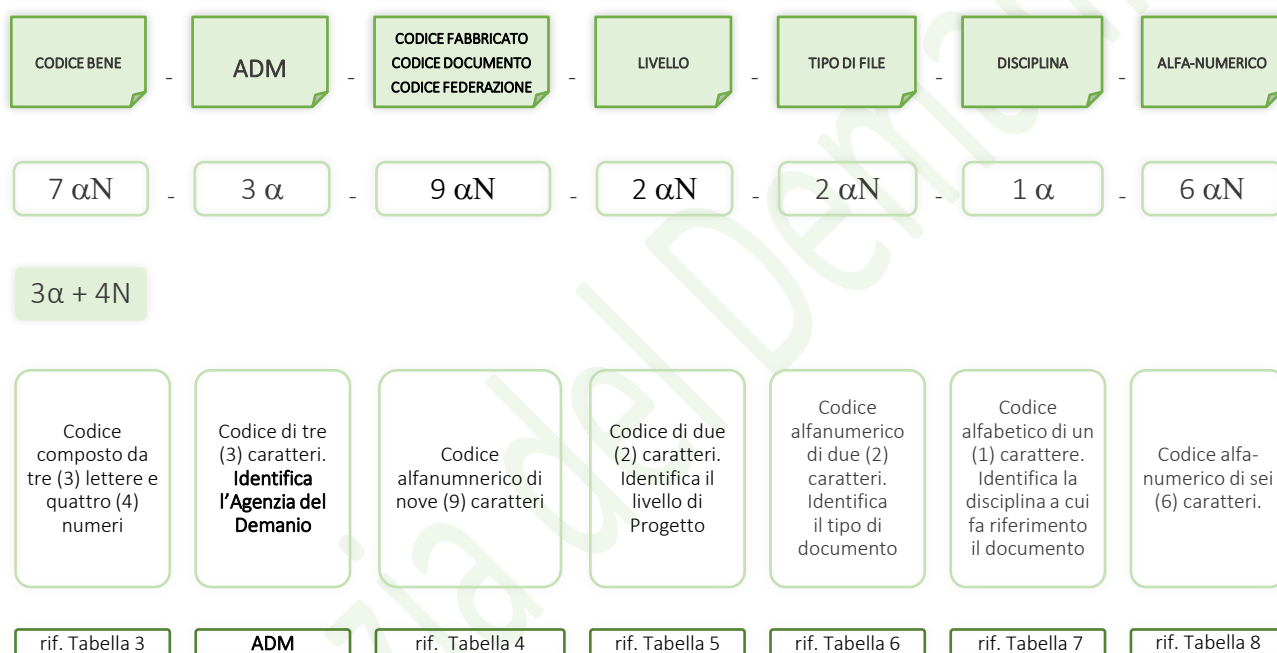 CODICE BENE
-
ADM
-
CODICE FABBRICATO
CODICE DOCUMENTO
CODICE FEDERAZIONE
-
LIVELLO
-
TIPO DI FILE
-
DISCIPLINA
-
ALFA-NUMERICO
7 αN
-
3 α
-
9 αN
-
2 αN
-
2 αN
-
1 α
-
6 αN
3α + 4N
Codice
composto da
tre (3) lettere e
quattro (4)
numeri
Codice di tre
(3) caratteri.
Identifica
l'Agenzia del
Demanio
Codice
alfanumnerico di
nove (9) caratteri
Codice di due
(2) caratteri.
Identifica il
livello di
Progetto
Codice
alfanumerico
di due (2)
caratteri.
Identifica
il tipo di
documento
Codice
alfabetico di un
(1) carattere.
Identifica la
disciplina a cui
fa riferimento
il documento
Codice alfa-
numerico di sei
(6) caratteri.
rif. Tabella 3
ADM
rif. Tabella 4
rif. Tabella 5
rif. Tabella 6
rif. Tabella 7
rif. Tabella 8